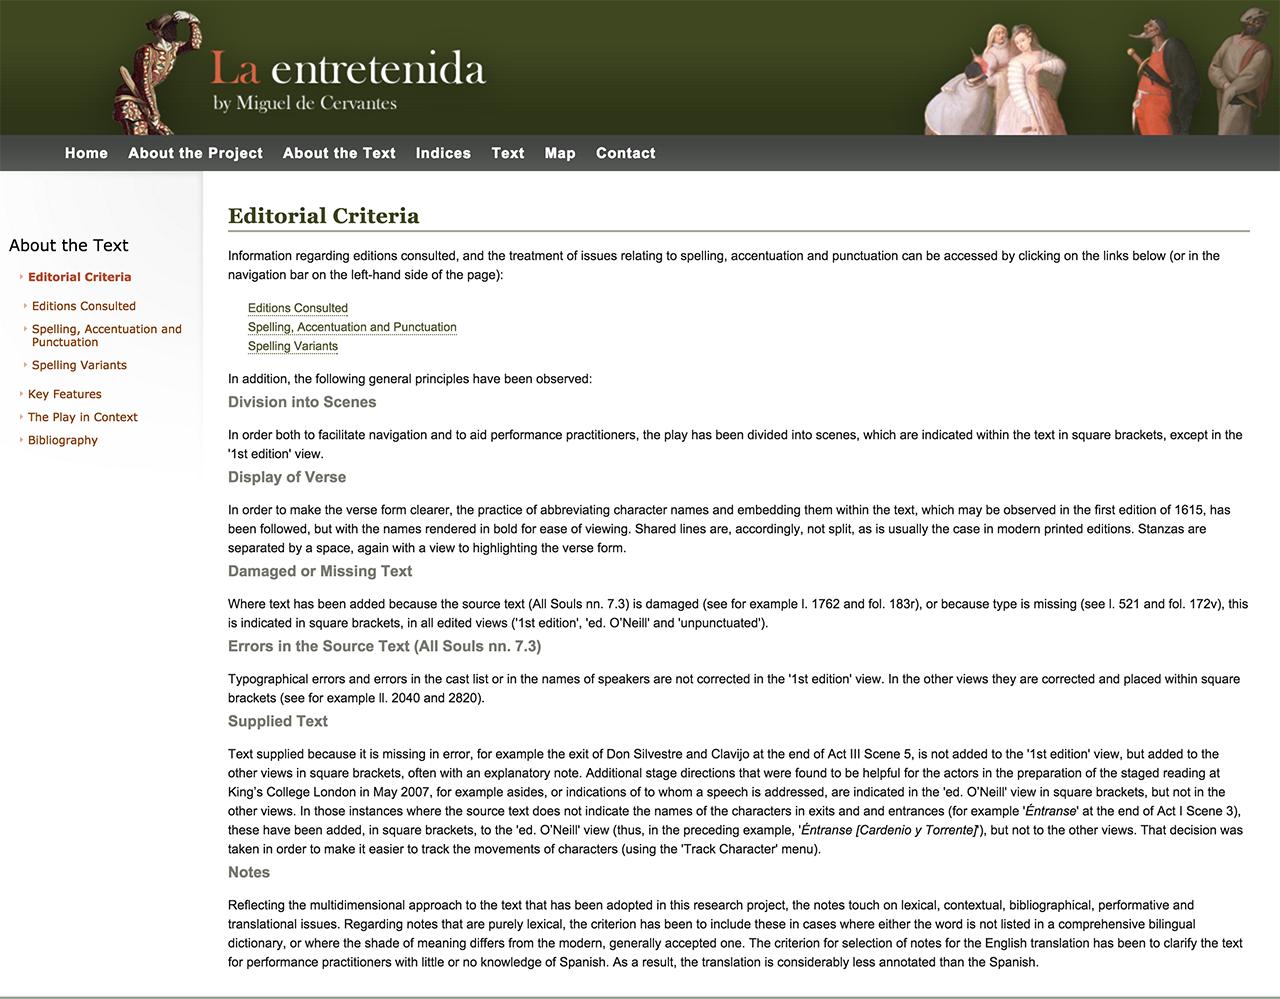 La entretenida
by Miguel de Cervantes
Home About the Project About the Text Indices Text Map Contact
About the Text
Editorial Criteria
Editions Consulted
Spelling, Accentuation and
Punctuation
Spelling Variants
Key Features
The Play in Context
Bibliography
Editorial Criteria
Information regarding editions consulted, and the treatment of issues relating to spelling, accentuation and punctuation can be accessed by clicking on the links below (or in the
navigation bar on the left-hand side of the page):
Editions Consulted
Spelling, Accentuation and Punctuation
Spelling Variants
In addition, the following general principles have been observed:
Division into Scenes
In order both to facilitate navigation and to aid performance practitioners, the play has been divided into scenes, which are indicated within the text in square brackets, except in the
'1st edition' view.
Display of Verse
In order to make the verse form clearer, the practice of abbreviating character names and embedding them within the text, which may be observed in the first edition of 1615, has
been followed, but with the names rendered in bold for ease of viewing. Shared lines are, accordingly, not split, as is usually the case in modern printed editions. Stanzas are
separated by a space, again with a view to highlighting the verse form.
Damaged or Missing Text
Where text has been added because the source text (All Souls nn. 7.3) is damaged (see for example l. 1762 and fol. 183r), or because type is missing (see l. 521 and fol. 172v), this
is indicated in square brackets, in all edited views ('1st edition', 'ed. O'Neill' and 'unpunctuated').
Errors in the Source Text (All Souls nn. 7.3)
Typographical errors and errors in the cast list or in the names of speakers are not corrected in the '1st edition' view. In the other views they are corrected and placed within square
brackets (see for example ll. 2040 and 2820).
Supplied Text
Text supplied because it is missing in error, for example the exit of Don Silvestre and Clavijo at the end of Act III Scene 5, is not added to the '1st edition' view, but added to the
other views in square brackets, often with an explanatory note. Additional stage directions that were found to be helpful for the actors in the preparation of the staged reading at
King's College London in May 2007, for example asides, or indications of to whom a speech is addressed, are indicated in the 'ed. O'Neill' view in square brackets, but not in the
other views. In those instances where the source text does not indicate the names of the characters in exits and and entrances (for example 'Éntranse' at the end of Act I Scene 3),
these have been added, in square brackets, to the 'ed. O'Neill' view (thus, in the preceding example, 'Éntranse [Cardenio y Torrente]'), but not to the other views. That decision was
taken in order to make it easier to track the movements of characters (using the 'Track Character' menu).
Notes
Reflecting the multidimensional approach to the text that has been adopted in this research project, the notes touch on lexical, contextual, bibliographical, performative and
translational issues. Regarding notes that are purely lexical, the criterion has been to include these in cases where either the word is not listed in a comprehensive bilingual
dictionary, or where the shade of meaning differs from the modern, generally accepted one. The criterion for selection of notes for the English translation has been to clarify the text
for performance practitioners with little or no knowledge of Spanish. As a result, the translation is considerably less annotated than the Spanish.